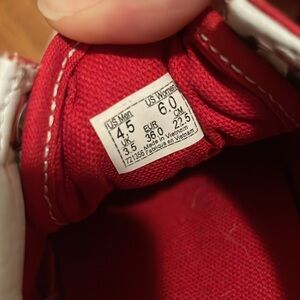 US Men US Women
4.5 6.0
UK EUR CM
3.5 36.0 22.5
721356 Made in Vietnam
Fabriqué en Vietnam